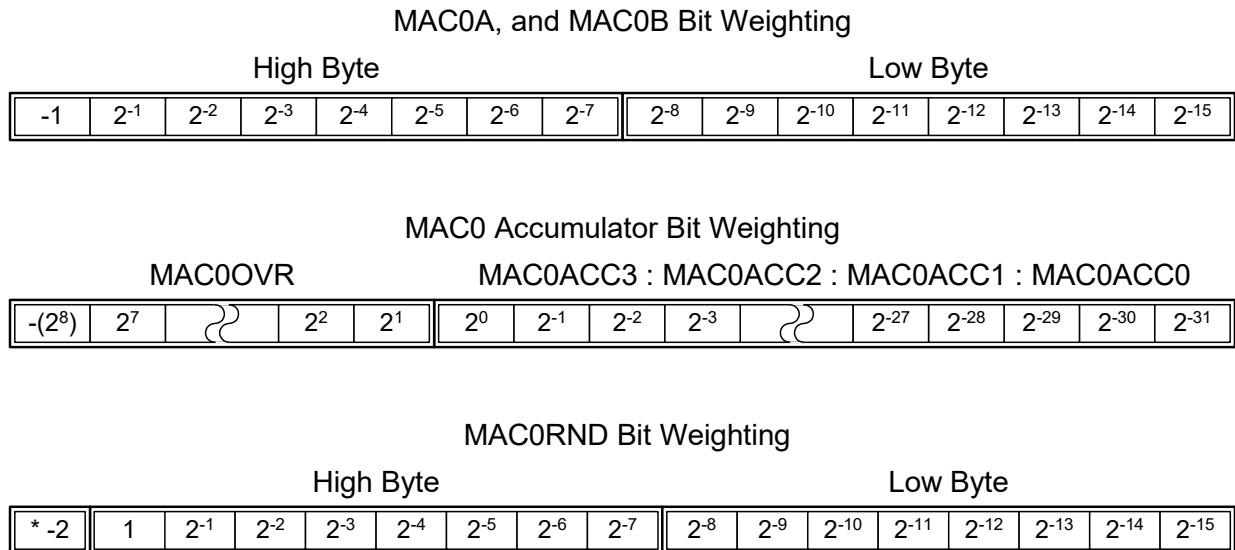 MAC0A, and MAC0B Bit Weighting
High Byte Low Byte
-1 2⁻¹ 2⁻² 2⁻³ 2⁻⁴ 2⁻⁵ 2⁻⁶ 2⁻⁷ 2⁻⁸ 2⁻⁹ 2⁻¹⁰ 2⁻¹¹ 2⁻¹² 2⁻¹³ 2⁻¹⁴ 2⁻¹⁵
MAC0 Accumulator Bit Weighting
MAC0OVR MAC0ACC3 : MAC0ACC2 : MAC0ACC1 : MAC0ACC0
-(2⁸) 2⁷ 2² 2¹ 2⁰ 2⁻¹ 2⁻² 2⁻³ 2⁻²⁷ 2⁻²⁸ 2⁻²⁹ 2⁻³⁰ 2⁻³¹
MAC0RND Bit Weighting
High Byte Low Byte
* -2 1 2⁻¹ 2⁻² 2⁻³ 2⁻⁴ 2⁻⁵ 2⁻⁶ 2⁻⁷ 2⁻⁸ 2⁻⁹ 2⁻¹⁰ 2⁻¹¹ 2⁻¹² 2⁻¹³ 2⁻¹⁴ 2⁻¹⁵